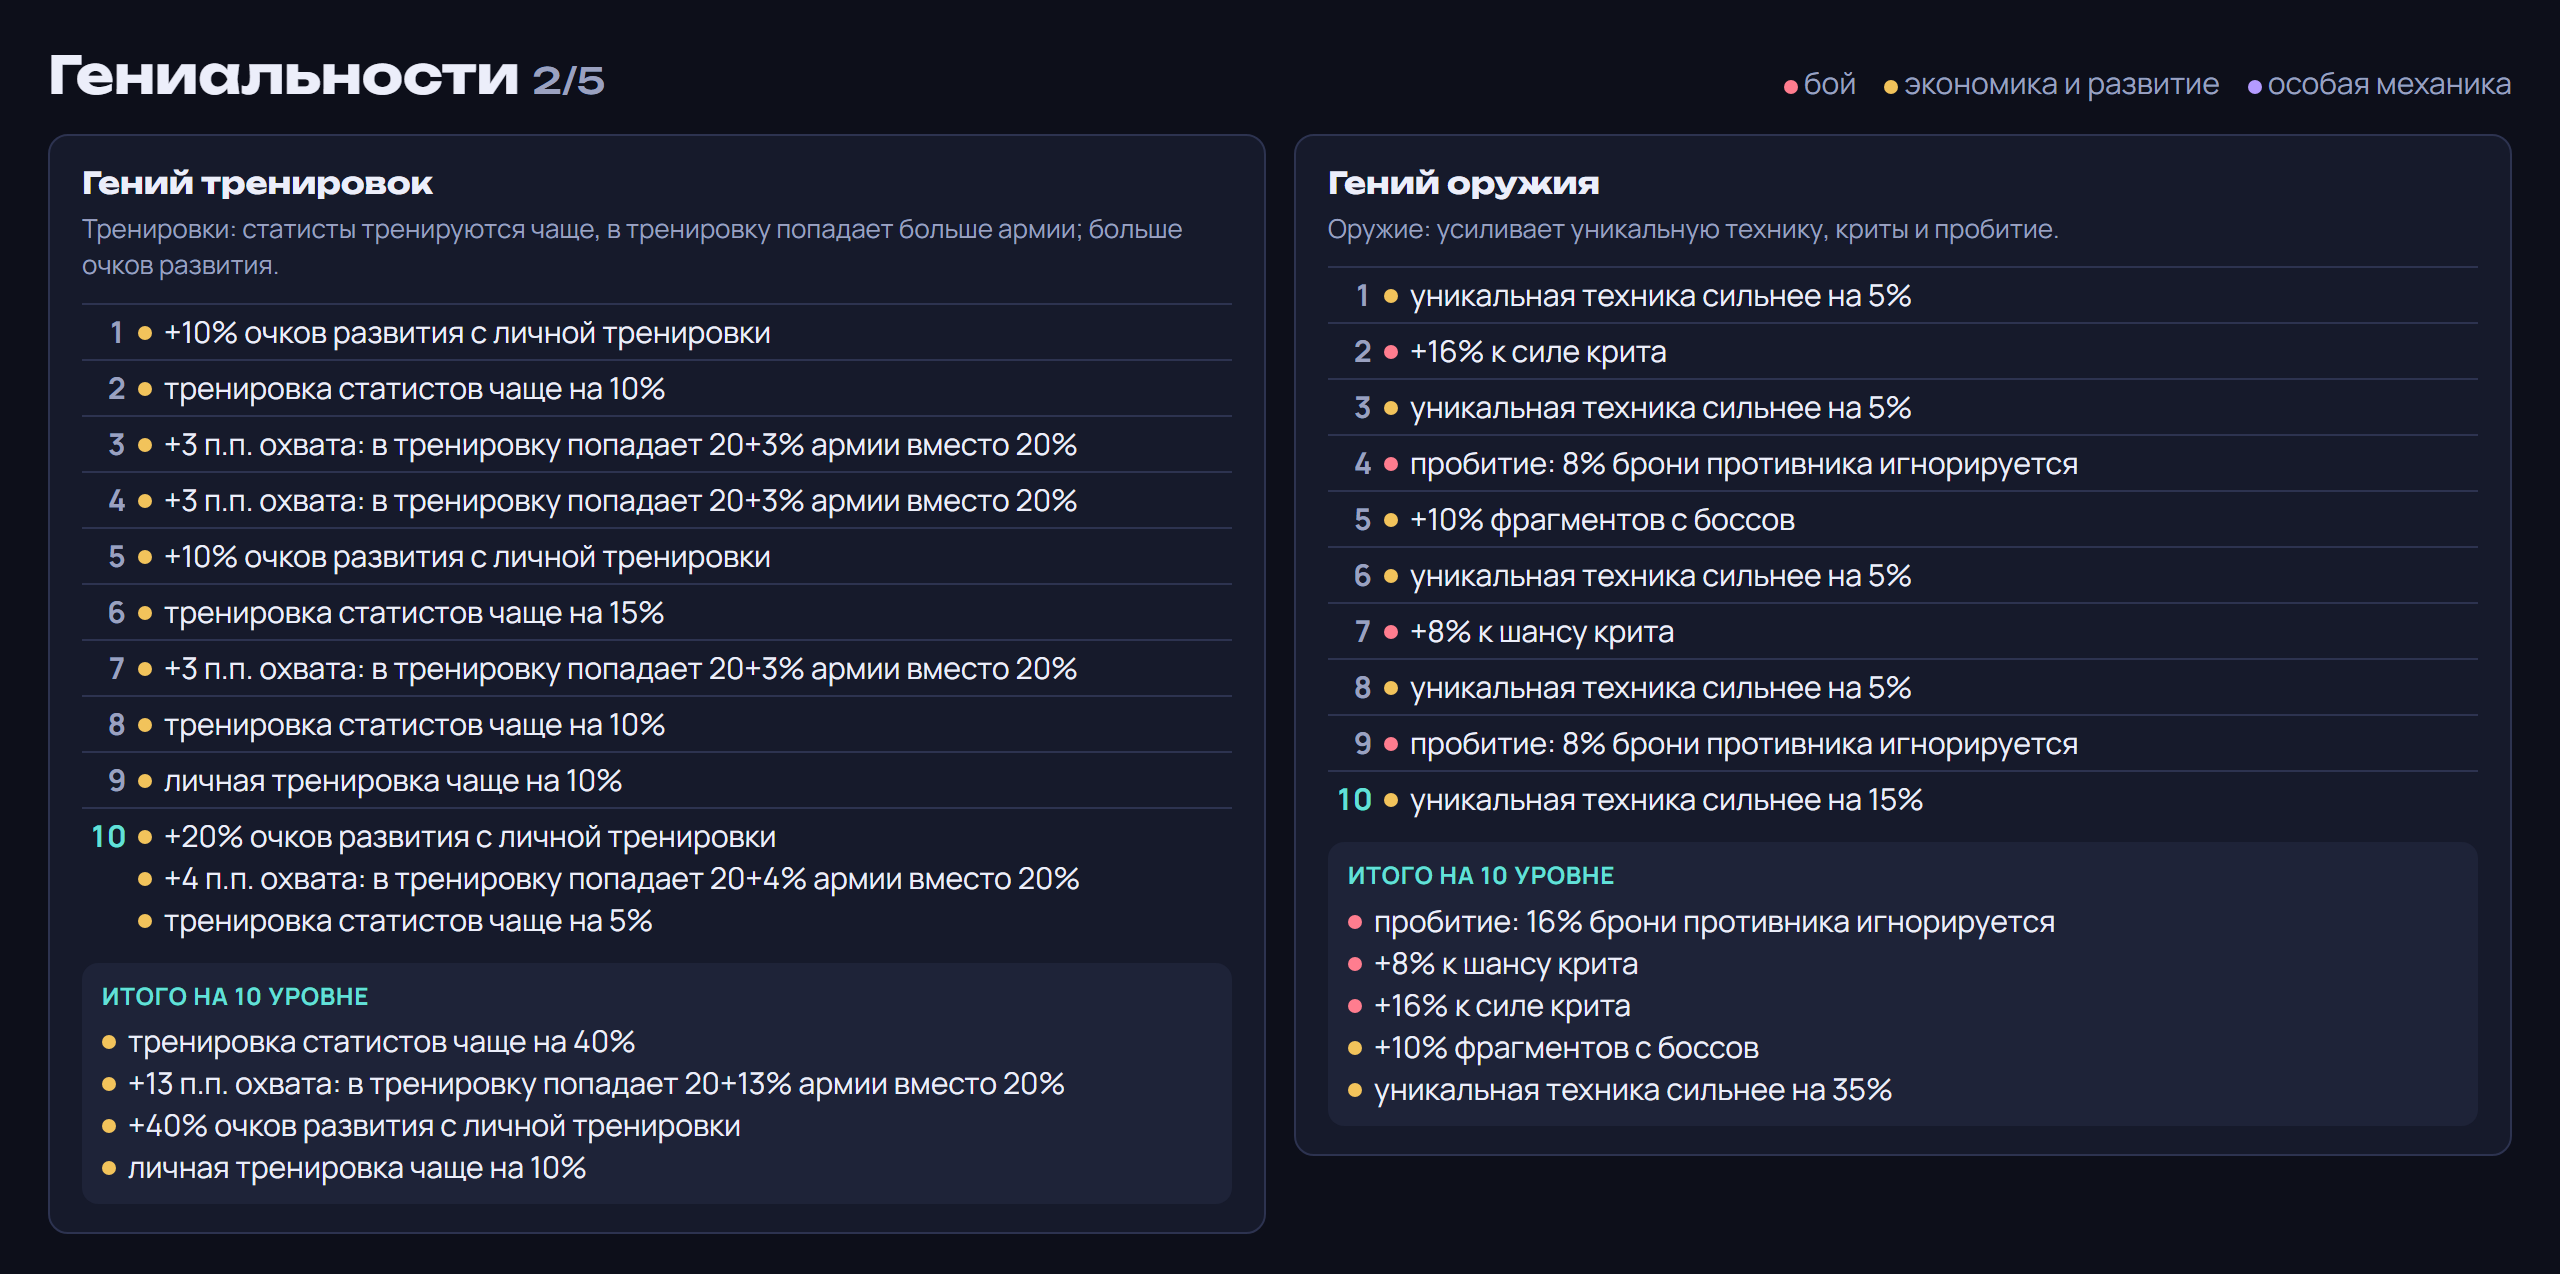 Гениальности 2/5
бой экономика и развитие особая механика
Гений тренировок
Тренировки: статисты тренируются чаще, в тренировку попадает больше армии; больше
очков развития.
1 +10% очков развития с личной тренировки
2 тренировка статистов чаще на 10%
3 +3 п.п. охвата: в тренировку попадает 20+3% армии вместо 20%
4 +3 п.п. охвата: в тренировку попадает 20+3% армии вместо 20%
5 +10% очков развития с личной тренировки
6 тренировка статистов чаще на 15%
7 +3 п.п. охвата: в тренировку попадает 20+3% армии вместо 20%
8 тренировка статистов чаще на 10%
9 личная тренировка чаще на 10%
10 +20% очков развития с личной тренировки
+4 п.п. охвата: в тренировку попадает 20+4% армии вместо 20%
тренировка статистов чаще на 5%
ИТОГО НА 10 УРОВНЕ
тренировка статистов чаще на 40%
+13 п.п. охвата: в тренировку попадает 20+13% армии вместо 20%
+40% очков развития с личной тренировки
личная тренировка чаще на 10%
Гений оружия
Оружие: усиливает уникальную технику, криты и пробитие.
1 уникальная техника сильнее на 5%
2 +16% к силе крита
3 уникальная техника сильнее на 5%
4 пробитие: 8% брони противника игнорируется
5 +10% фрагментов с боссов
6 уникальная техника сильнее на 5%
7 +8% к шансу крита
8 уникальная техника сильнее на 5%
9 пробитие: 8% брони противника игнорируется
10 уникальная техника сильнее на 15%
ИТОГО НА 10 УРОВНЕ
пробитие: 16% брони противника игнорируется
+8% к шансу крита
+16% к силе крита
+10% фрагментов с боссов
уникальная техника сильнее на 35%